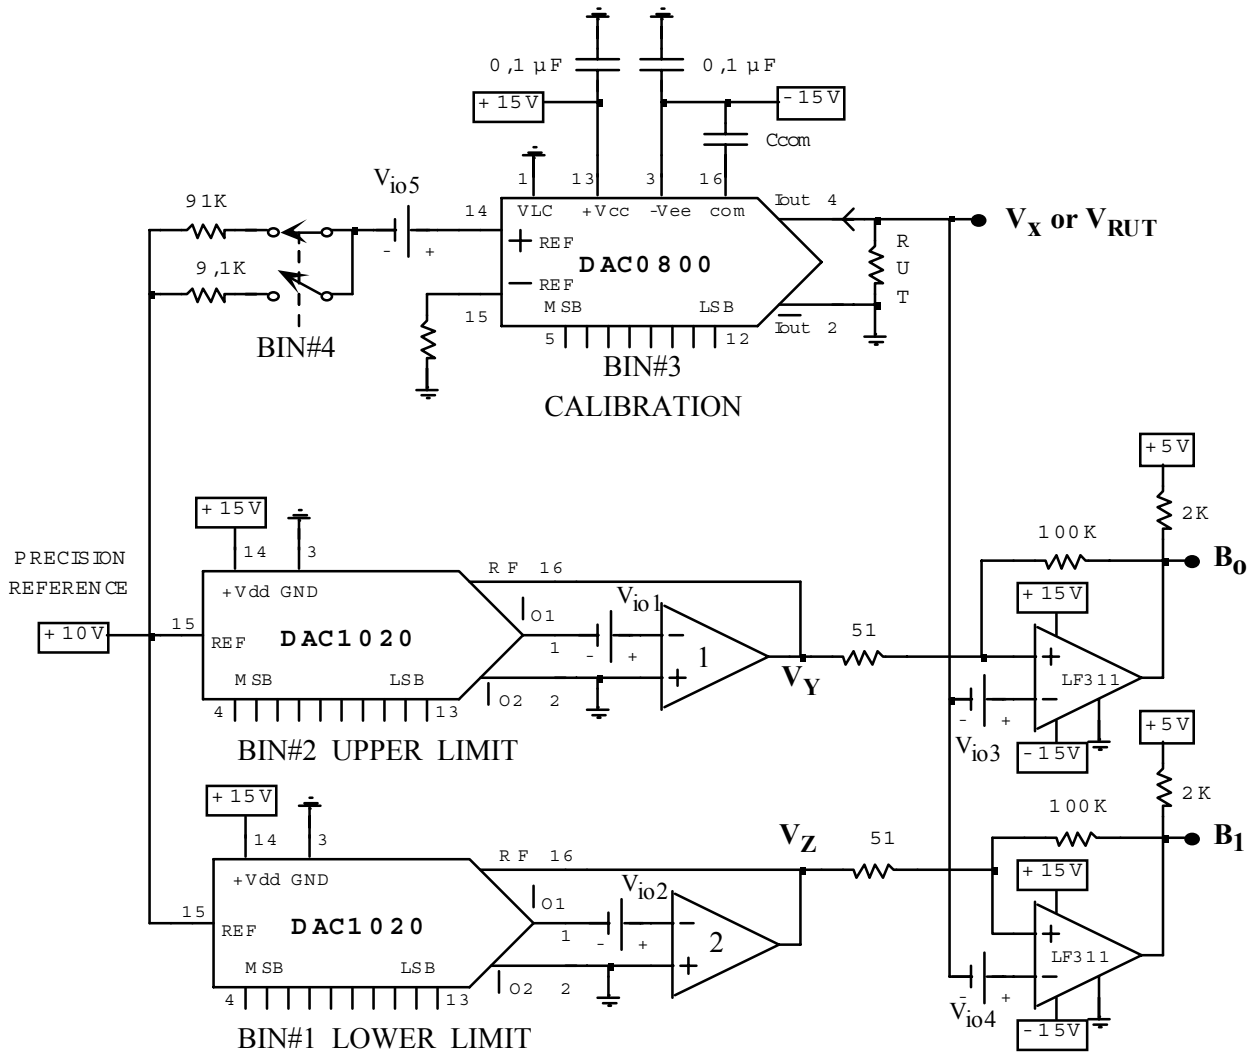 0,1 µF
0,1 µF
+15V
-15V
Ccom
Vio5
1
13
3
16
91K
14
VLC
+Vcc
-Vee
com
Iout 4
+ REF
DAC0800
VX or VRUT
RUT
9,1K
- REF
15
MSB
LSB
5
12
Iout 2
- +
BIN#4
BIN#3
CALIBRATION
+5V
2K
+15V
14
3
100K
B0
PRECISION
REFERENCE
+Vdd GND
RF 16
IO1
Vio1
+15V
+10V
15
REF
DAC1020
1
- +
-
1
+
51
VY
+
LF311
-
MSB
LSB
IO2
2
4
13
- +
Vio3
-15V
BIN#2 UPPER LIMIT
+5V
2K
+15V
14
3
100K
B1
VZ
51
+Vdd GND
RF 16
IO1
Vio2
+15V
15
REF
DAC1020
1
- +
-
2
+
+
LF311
-
MSB
LSB
IO2
2
4
13
- +
Vio4
-15V
BIN#1 LOWER LIMIT